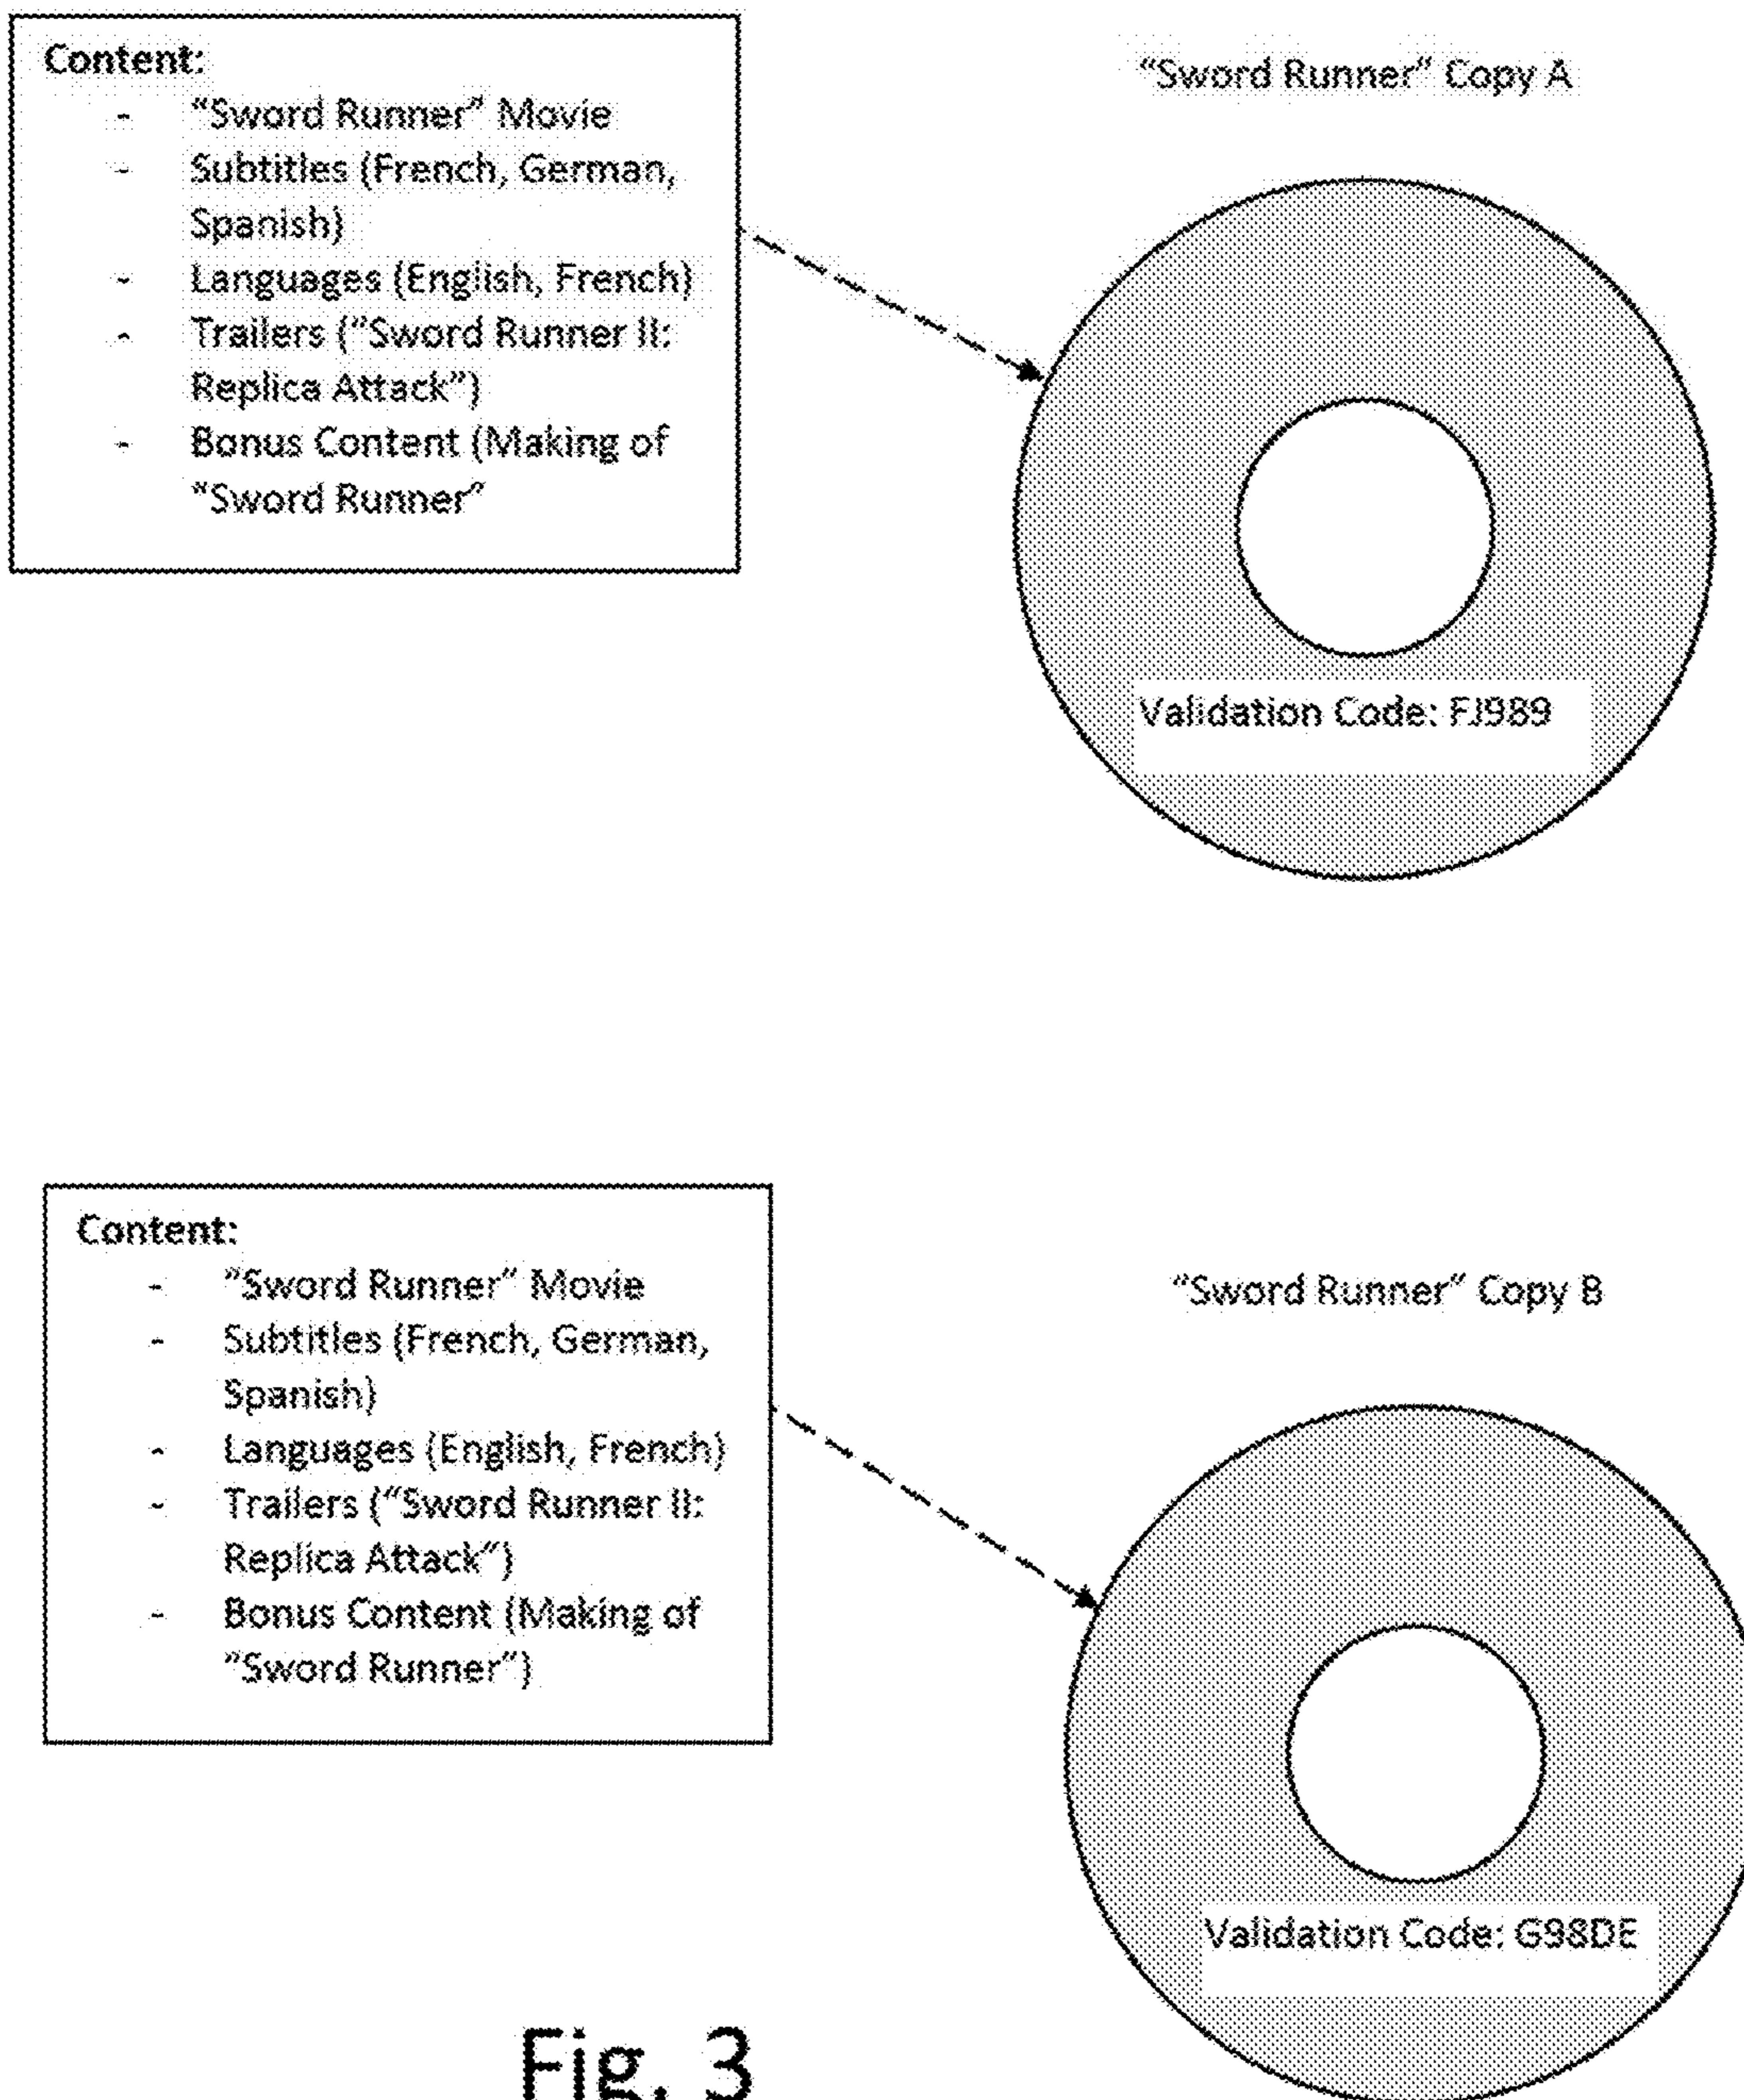 Content:
- "Sword Runner" Movie
- Subtitles (French, German,
Spanish)
- Languages (English, French)
- Trailers ("Sword Runner II:
Replica Attack")
- Bonus Content (Making of
"Sword Runner"
"Sword Runner" Copy A
Validation Code: FJ989
Content:
- "Sword Runner" Movie
- Subtitles (French, German,
Spanish)
- Languages (English, French)
- Trailers ("Sword Runner II:
Replica Attack")
- Bonus Content (Making of
"Sword Runner")
"Sword Runner" Copy B
Validation Code: G98DE
Fig. 3